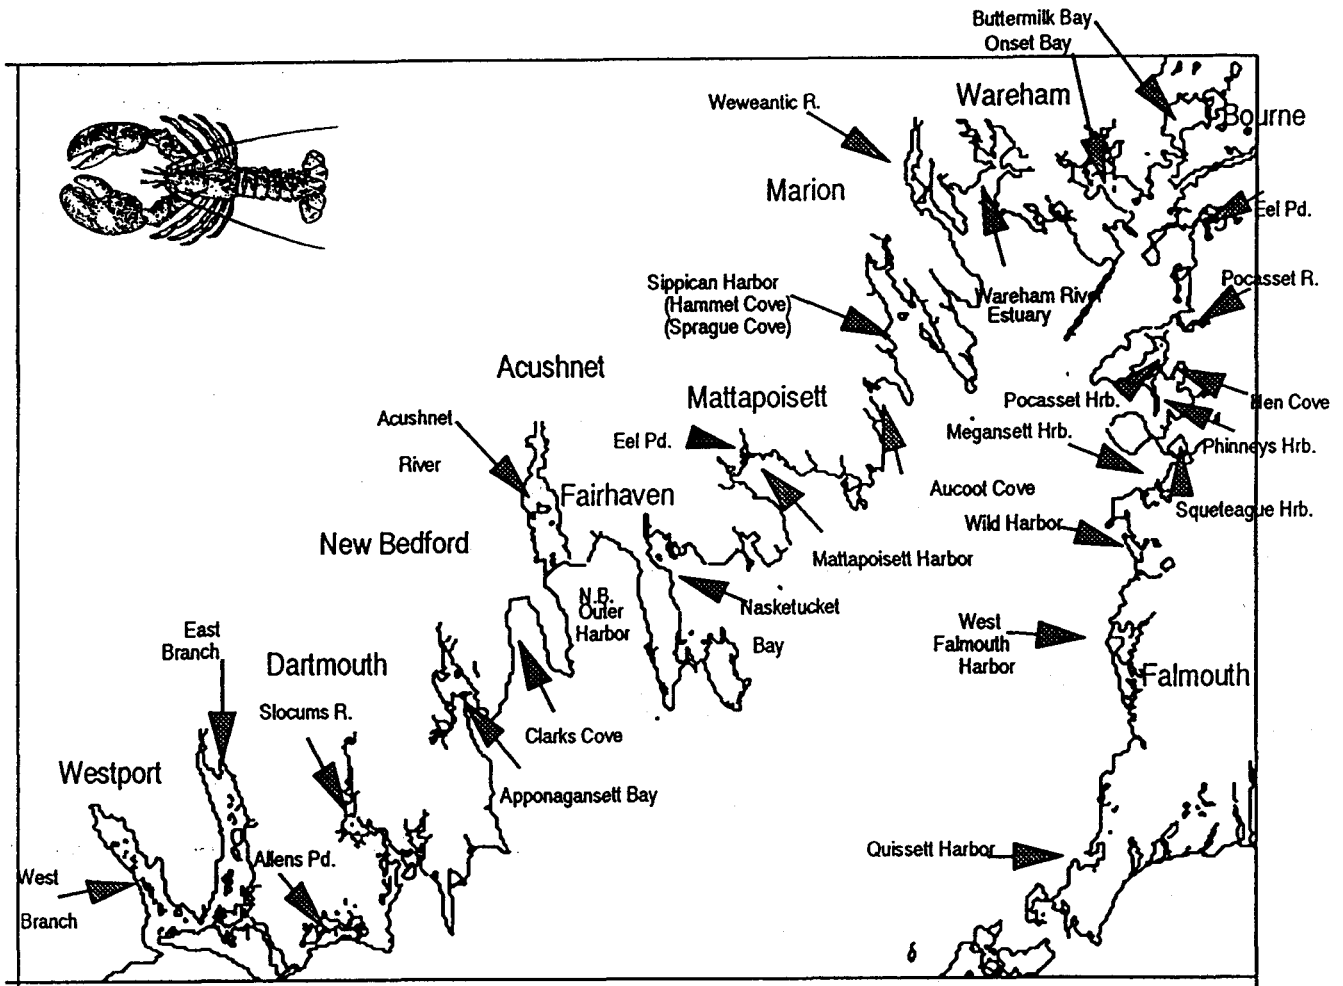 Buttermilk Bay
Onset Bay
Weweantic R.
Wareham
Bourne
Marion
Eel Pd.
Sippican Harbor
(Hammet Cove)
(Sprague Cove)
Wareham River
Estuary
Pocasset R.
Acushnet
Mattapoisett
Pocasset Hrb.
Hen Cove
Acushnet
River
Eel Pd.
Megansett Hrb.
Phinneys Hrb.
Fairhaven
Aucoot Cove
Squeteague Hrb.
New Bedford
Wild Harbor
Mattapoisett Harbor
N.B.
Outer
Harbor
Nasketucket
Bay
West
Falmouth
Harbor
East
Branch
Dartmouth
Falmouth
Slocums R.
Clarks Cove
Westport
Apponagansett Bay
Allens Pd.
Quissett Harbor
West
Branch